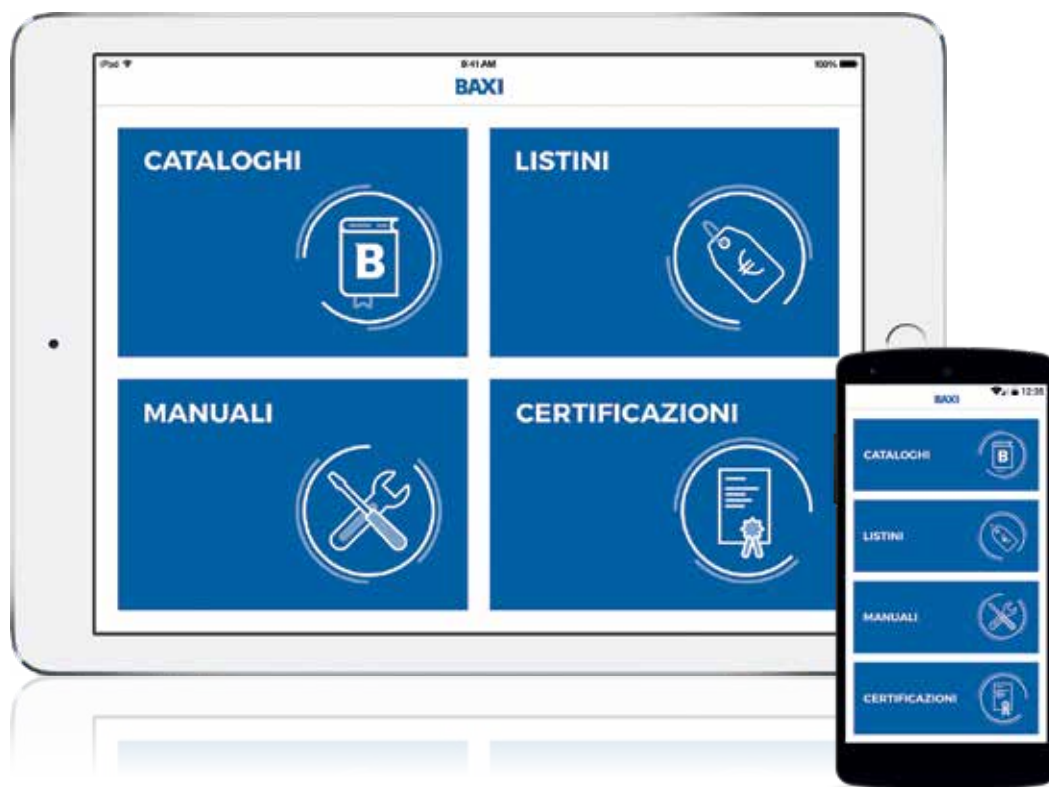 iPad 9:41 AM 100%
BAXI
CATALOGHI
LISTINI
B
MANUALI
CERTIFICAZIONI
BAXI 12:35
CATALOGHI
B
LISTINI
MANUALI
CERTIFICAZIONI